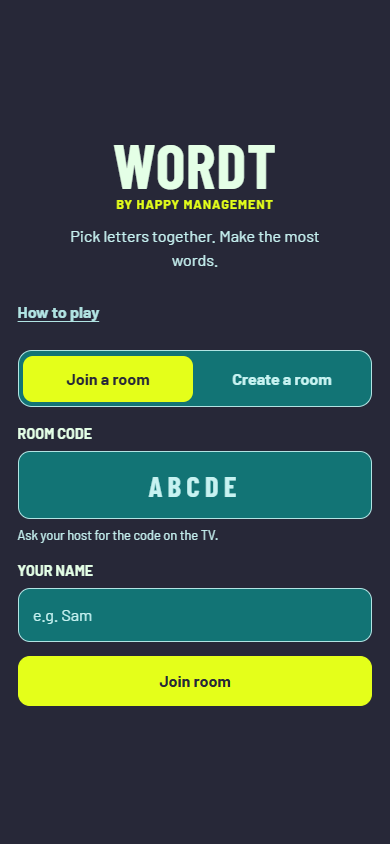 WORDT
BY HAPPY MANAGEMENT
Pick letters together. Make the most
words.
How to play
Join a room
Create a room
ROOM CODE
ABCDE
Ask your host for the code on the TV.
YOUR NAME
e.g. Sam
Join room